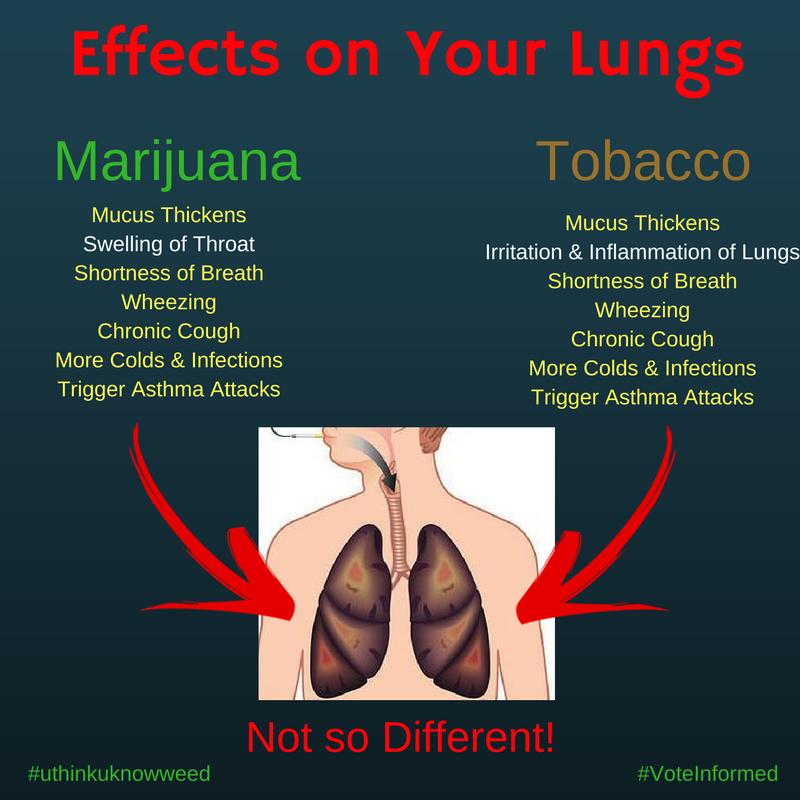 Effects on Your Lungs
Marijuana
Mucus Thickens
Swelling of Throat
Shortness of Breath
Wheezing
Chronic Cough
More Colds & Infections
Trigger Asthma Attacks
Tobacco
Mucus Thickens
Irritation & Inflammation of Lungs
Shortness of Breath
Wheezing
Chronic Cough
More Colds & Infections
Trigger Asthma Attacks
Not so Different!
#uthinkuknowweed
#VoteInformed